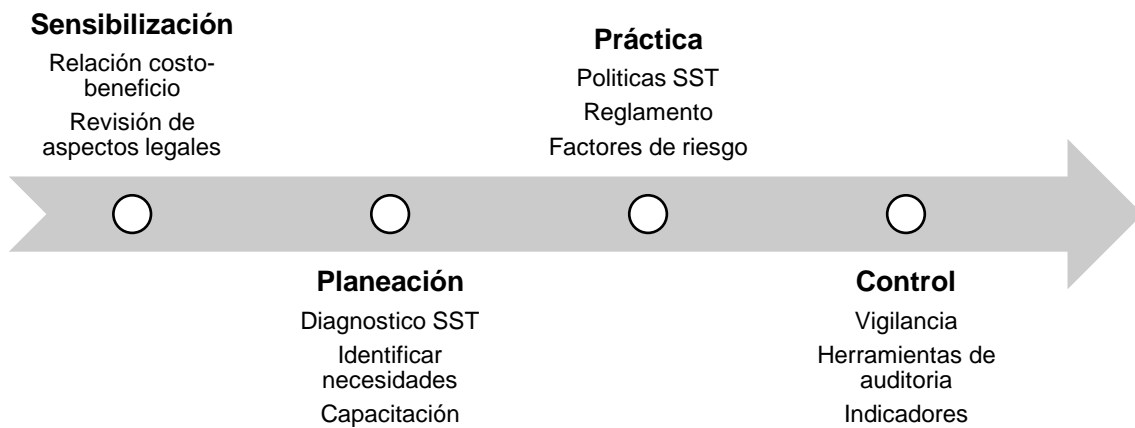 Sensibilización
Relación costo-
beneficio
Revisión de
aspectos legales
Planeación
Diagnostico SST
Identificar
necesidades
Capacitación
Práctica
Politicas SST
Reglamento
Factores de riesgo
Control
Vigilancia
Herramientas de
auditoria
Indicadores